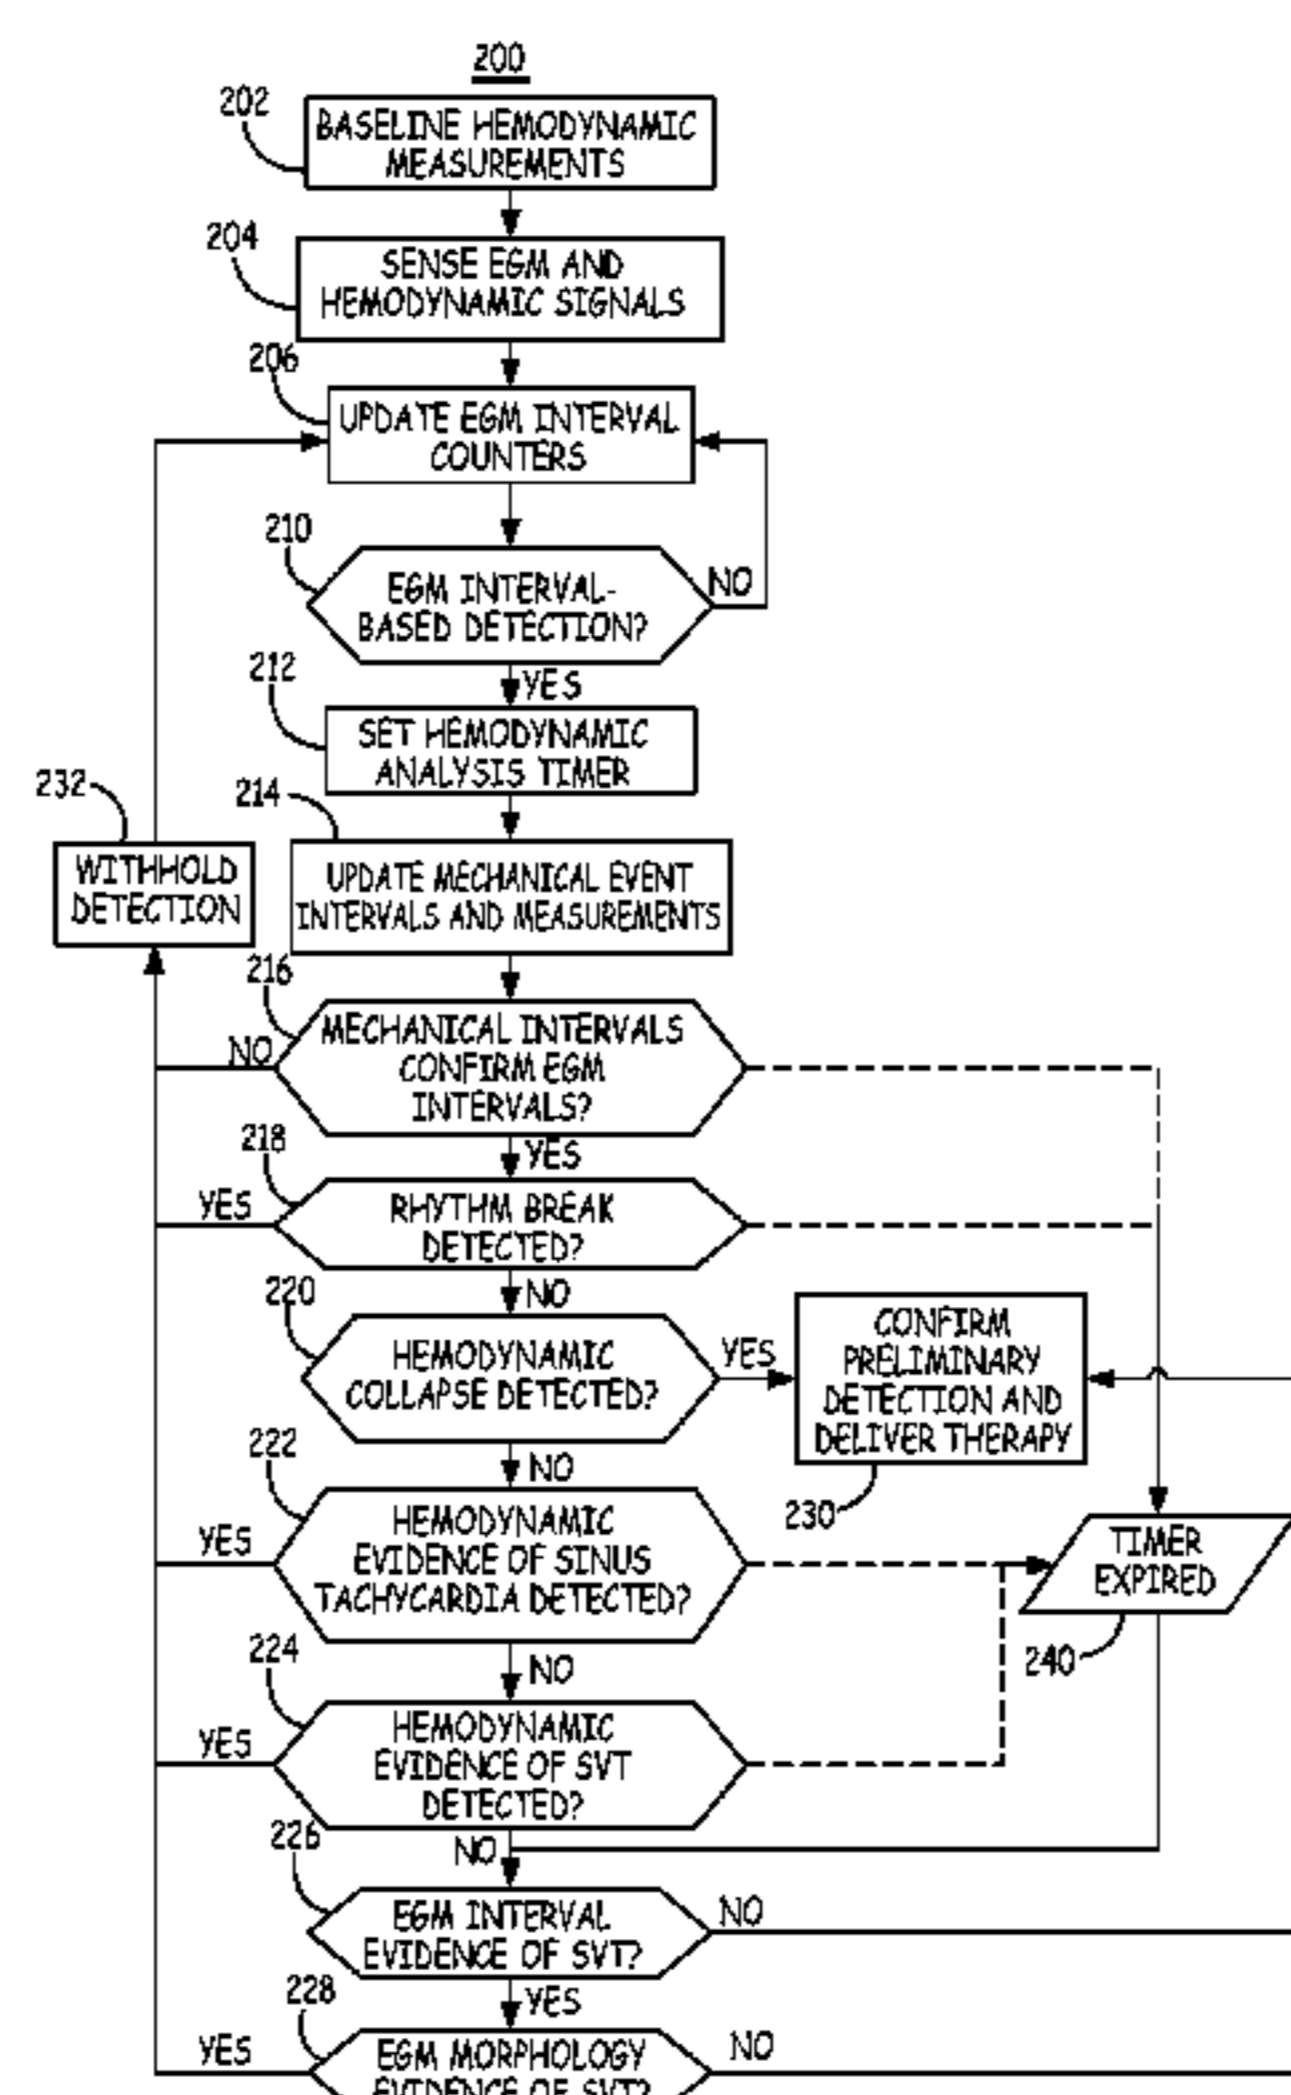 200
202
BASELINE HEMODYNAMIC
MEASUREMENTS
204
SENSE EGM AND
HEMODYNAMIC SIGNALS
206
UPDATE EGM INTERVAL
COUNTERS
210
EGM INTERVAL-
BASED DETECTION?
NO
YES
212
SET HEMODYNAMIC
ANALYSIS TIMER
232
WITHHOLD
DETECTION
214
UPDATE MECHANICAL EVENT
INTERVALS AND MEASUREMENTS
216
NO
MECHANICAL INTERVALS
CONFIRM EGM
INTERVALS?
YES
218
YES
RHYTHM BREAK
DETECTED?
NO
220
HEMODYNAMIC
COLLAPSE DETECTED?
YES
CONFIRM
PRELIMINARY
DETECTION AND
DELIVER THERAPY
230
NO
222
YES
HEMODYNAMIC
EVIDENCE OF SINUS
TACHYCARDIA DETECTED?
TIMER
EXPIRED
240
NO
224
YES
HEMODYNAMIC
EVIDENCE OF SVT
DETECTED?
NO
226
EGM INTERVAL
EVIDENCE OF SVT?
NO
YES
228
YES
EGM MORPHOLOGY
EVIDENCE OF SVT?
NO